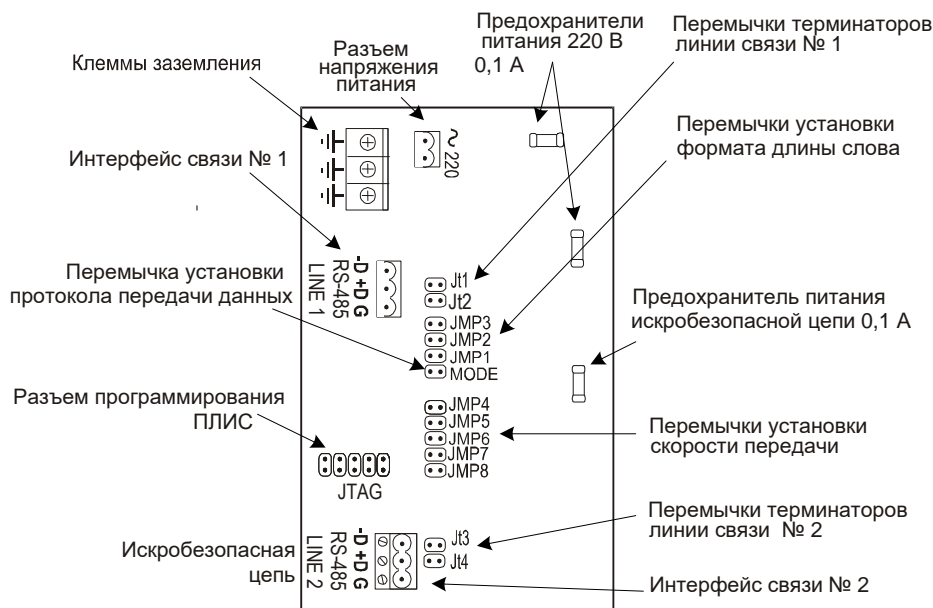 Предохранители
питания 220 В
0,1 А
Перемычки терминаторов
линии связи № 1
Разъем
напряжения
питания
Клеммы заземления
Перемычки установки
формата длины слова
~ 220
Интерфейс связи № 1
-D +D G
RS-485
LINE 1
Перемычка установки
протокола передачи данных
Jt1
Jt2
JMP3
JMP2
JMP1
MODE
Предохранитель питания
искробезопасной цепи 0,1 А
Разъем программирования
ПЛИС
JMP4
JMP5
JMP6
JMP7
JMP8
Перемычки установки
скорости передачи
JTAG
Искробезопасная
цепь
-D +D G
RS-485
LINE 2
Jt3
Jt4
Перемычки терминаторов
линии связи № 2
Интерфейс связи № 2